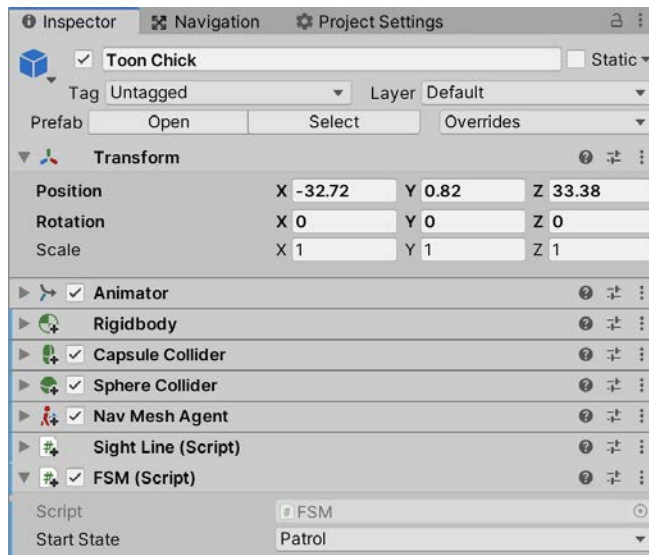 Inspector Navigation Project Settings
Toon Chick Static
Tag Untagged Layer Default
Prefab Open Select Overrides
Transform
Position X -32.72 Y 0.82 Z 33.38
Rotation X 0 Y 0 Z 0
Scale X 1 Y 1 Z 1
Animator
Rigidbody
Capsule Collider
Sphere Collider
Nav Mesh Agent
# Sight Line (Script)
# FSM (Script)
Script # FSM
Start State Patrol